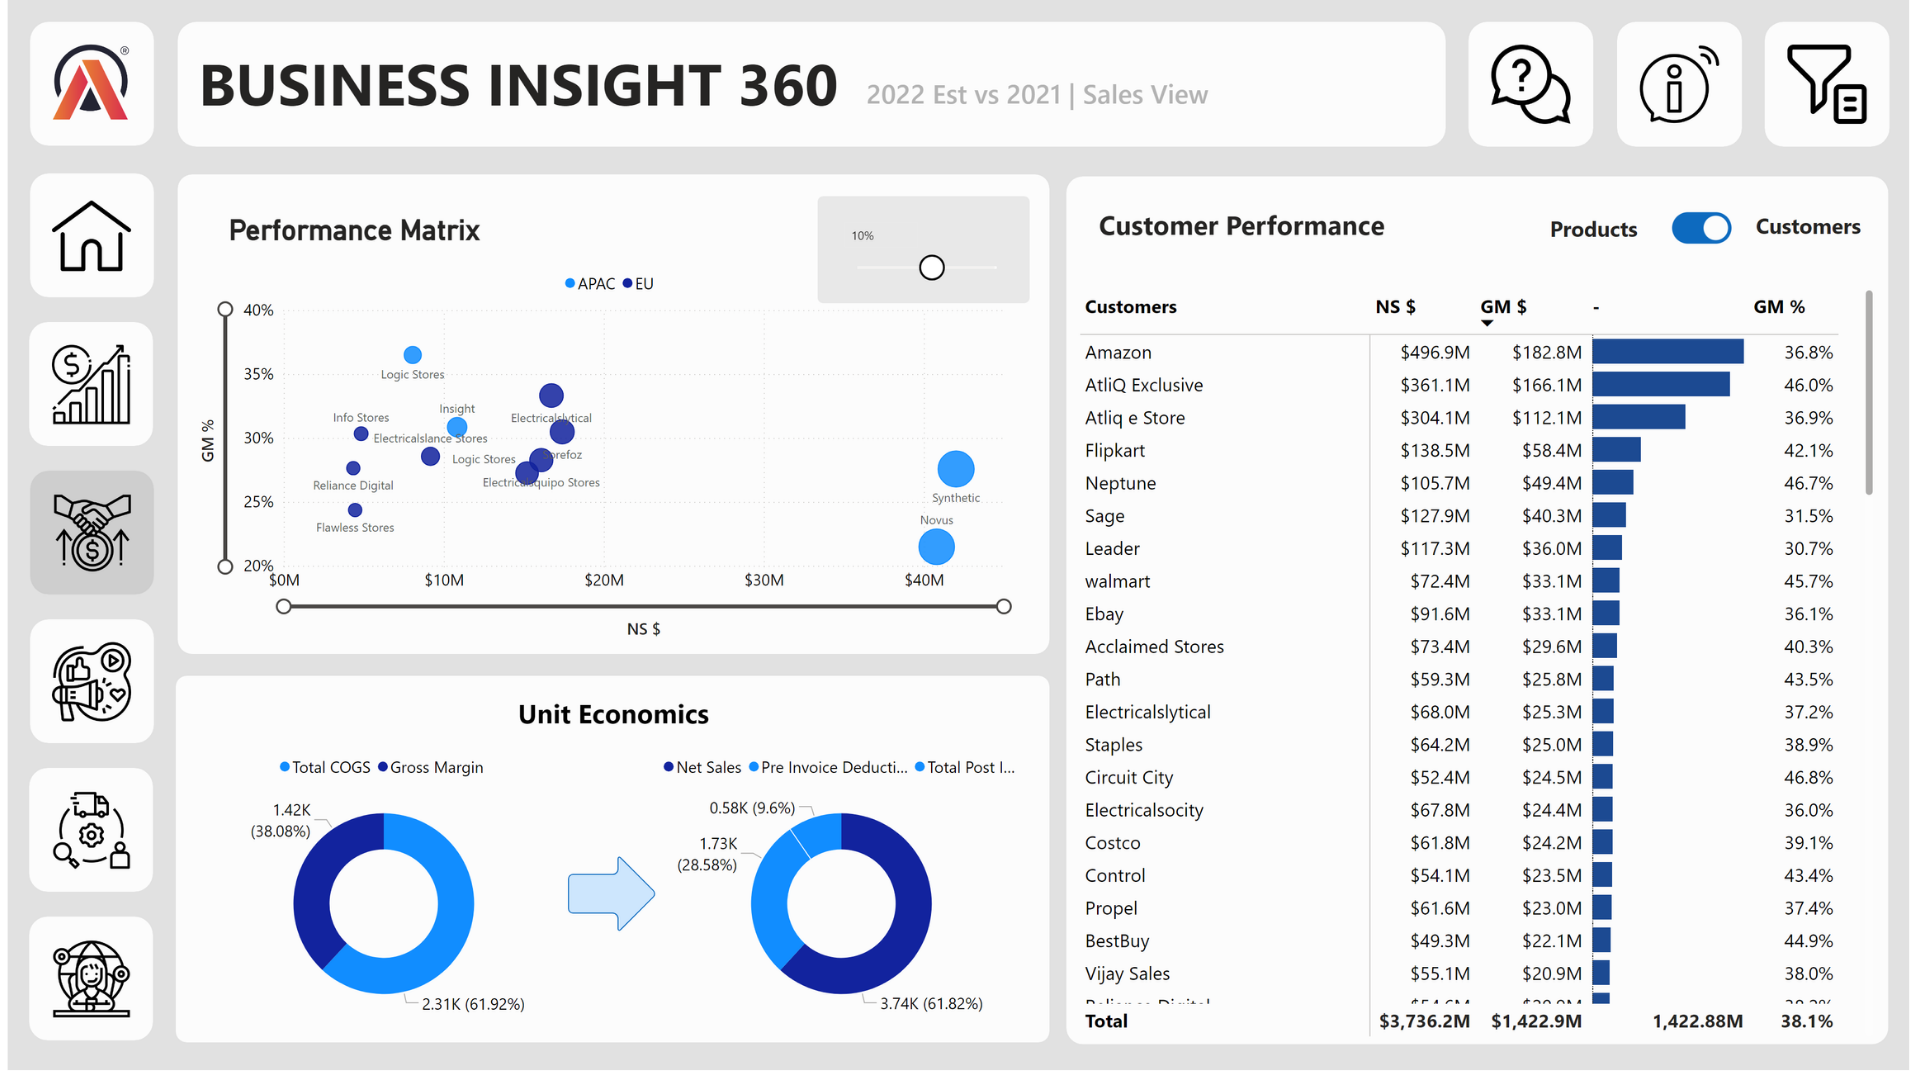 BUSINESS INSIGHT 360 2022 Est vs 2021 | Sales View
®
Performance Matrix
10%
APAC EU
GM %
40%
35%
30%
25%
20%
Logic Stores
Electricalslytical
Insight
Info Stores
Electricalslance Stores
Logic Stores
Reliance Digital
Flawless Stores
Synthetic
Novus
$0M $10M $20M $30M $40M
NS $
Unit Economics
Total COGS Gross Margin
1.42K
(38.08%)
2.31K (61.92%)
Net Sales Pre Invoice Deducti... Total Post I...
0.58K (9.6%)
1.73K
(28.58%)
3.74K (61.82%)
Customer Performance
Products Customers
Customers NS $ GM $ - GM %
Amazon $496.9M $182.8M 36.8%
AtliQ Exclusive $361.1M $166.1M 46.0%
Atliq e Store $304.1M $112.1M 36.9%
Flipkart $138.5M $58.4M 42.1%
Neptune $105.7M $49.4M 46.7%
Sage $127.9M $40.3M 31.5%
Leader $117.3M $36.0M 30.7%
walmart $72.4M $33.1M 45.7%
Ebay $91.6M $33.1M 36.1%
Acclaimed Stores $73.4M $29.6M 40.3%
Path $59.3M $25.8M 43.5%
Electricalslytical $68.0M $25.3M 37.2%
Staples $64.2M $25.0M 38.9%
Circuit City $52.4M $24.5M 46.8%
Electricalsocity $67.8M $24.4M 36.0%
Costco $61.8M $24.2M 39.1%
Control $54.1M $23.5M 43.4%
Propel $61.6M $23.0M 37.4%
BestBuy $49.3M $22.1M 44.9%
Vijay Sales $55.1M $20.9M 38.0%
Total $3,736.2M $1,422.9M 1,422.88M 38.1%